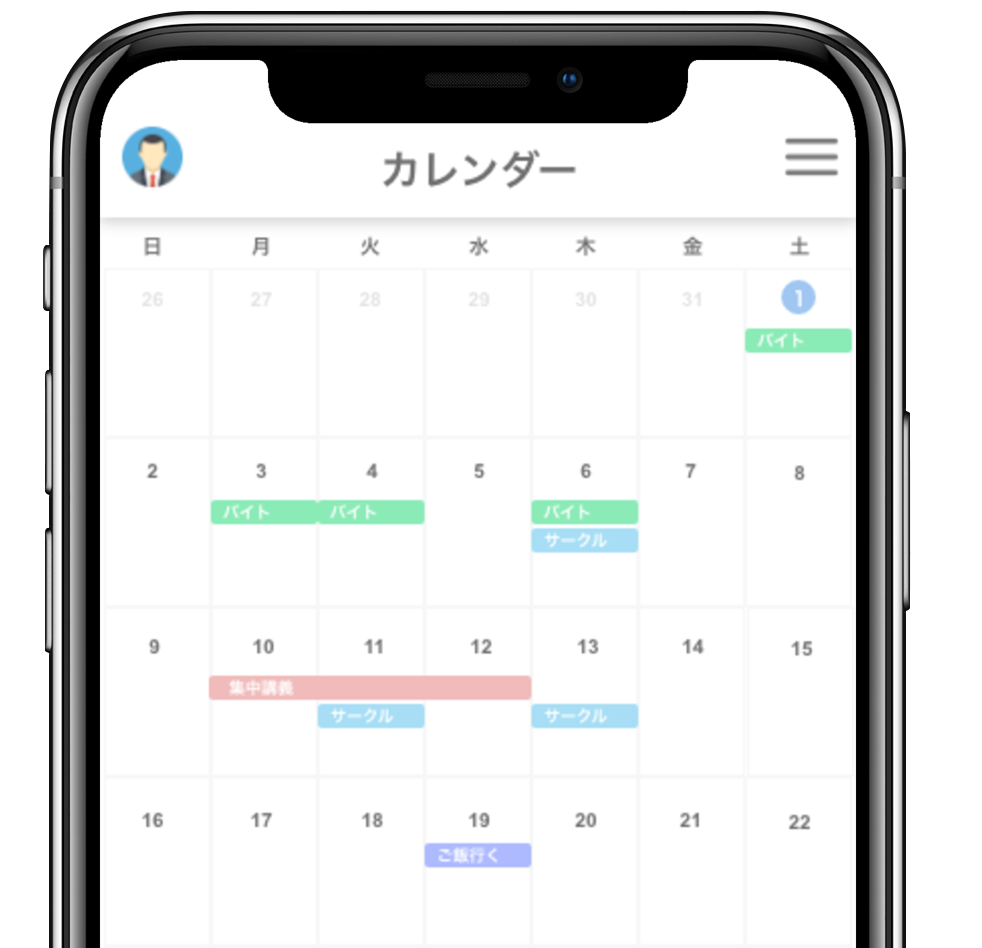 カレンダー
日 月 火 水 木 金 土
26 27 28 29 30 31 1
バイト
2 3 4 5 6 7 8
バイト バイト バイト
サークル
9 10 11 12 13 14 15
集中講義
サークル サークル
16 17 18 19 20 21 22
ご飯行く